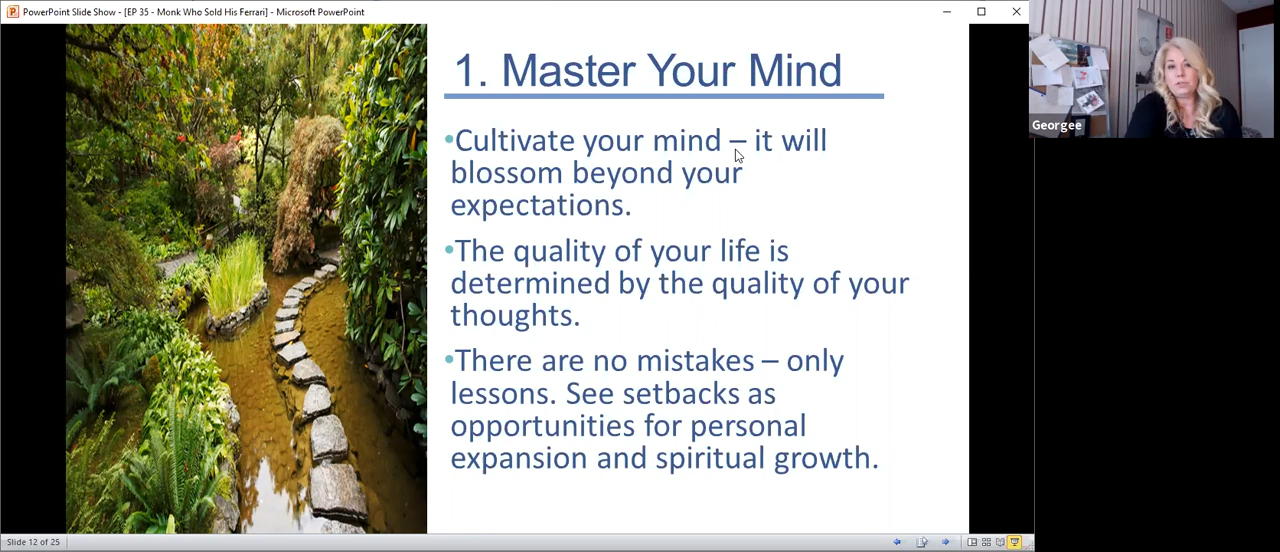 PowerPoint Slide Show - [EP 35 - Monk Who Sold His Ferrari] - Microsoft PowerPoint
1. Master Your Mind
•Cultivate your mind – it will
blossom beyond your
expectations.
•The quality of your life is
determined by the quality of your
thoughts.
•There are no mistakes – only
lessons. See setbacks as
opportunities for personal
expansion and spiritual growth.
Georgee
Slide 12 of 25